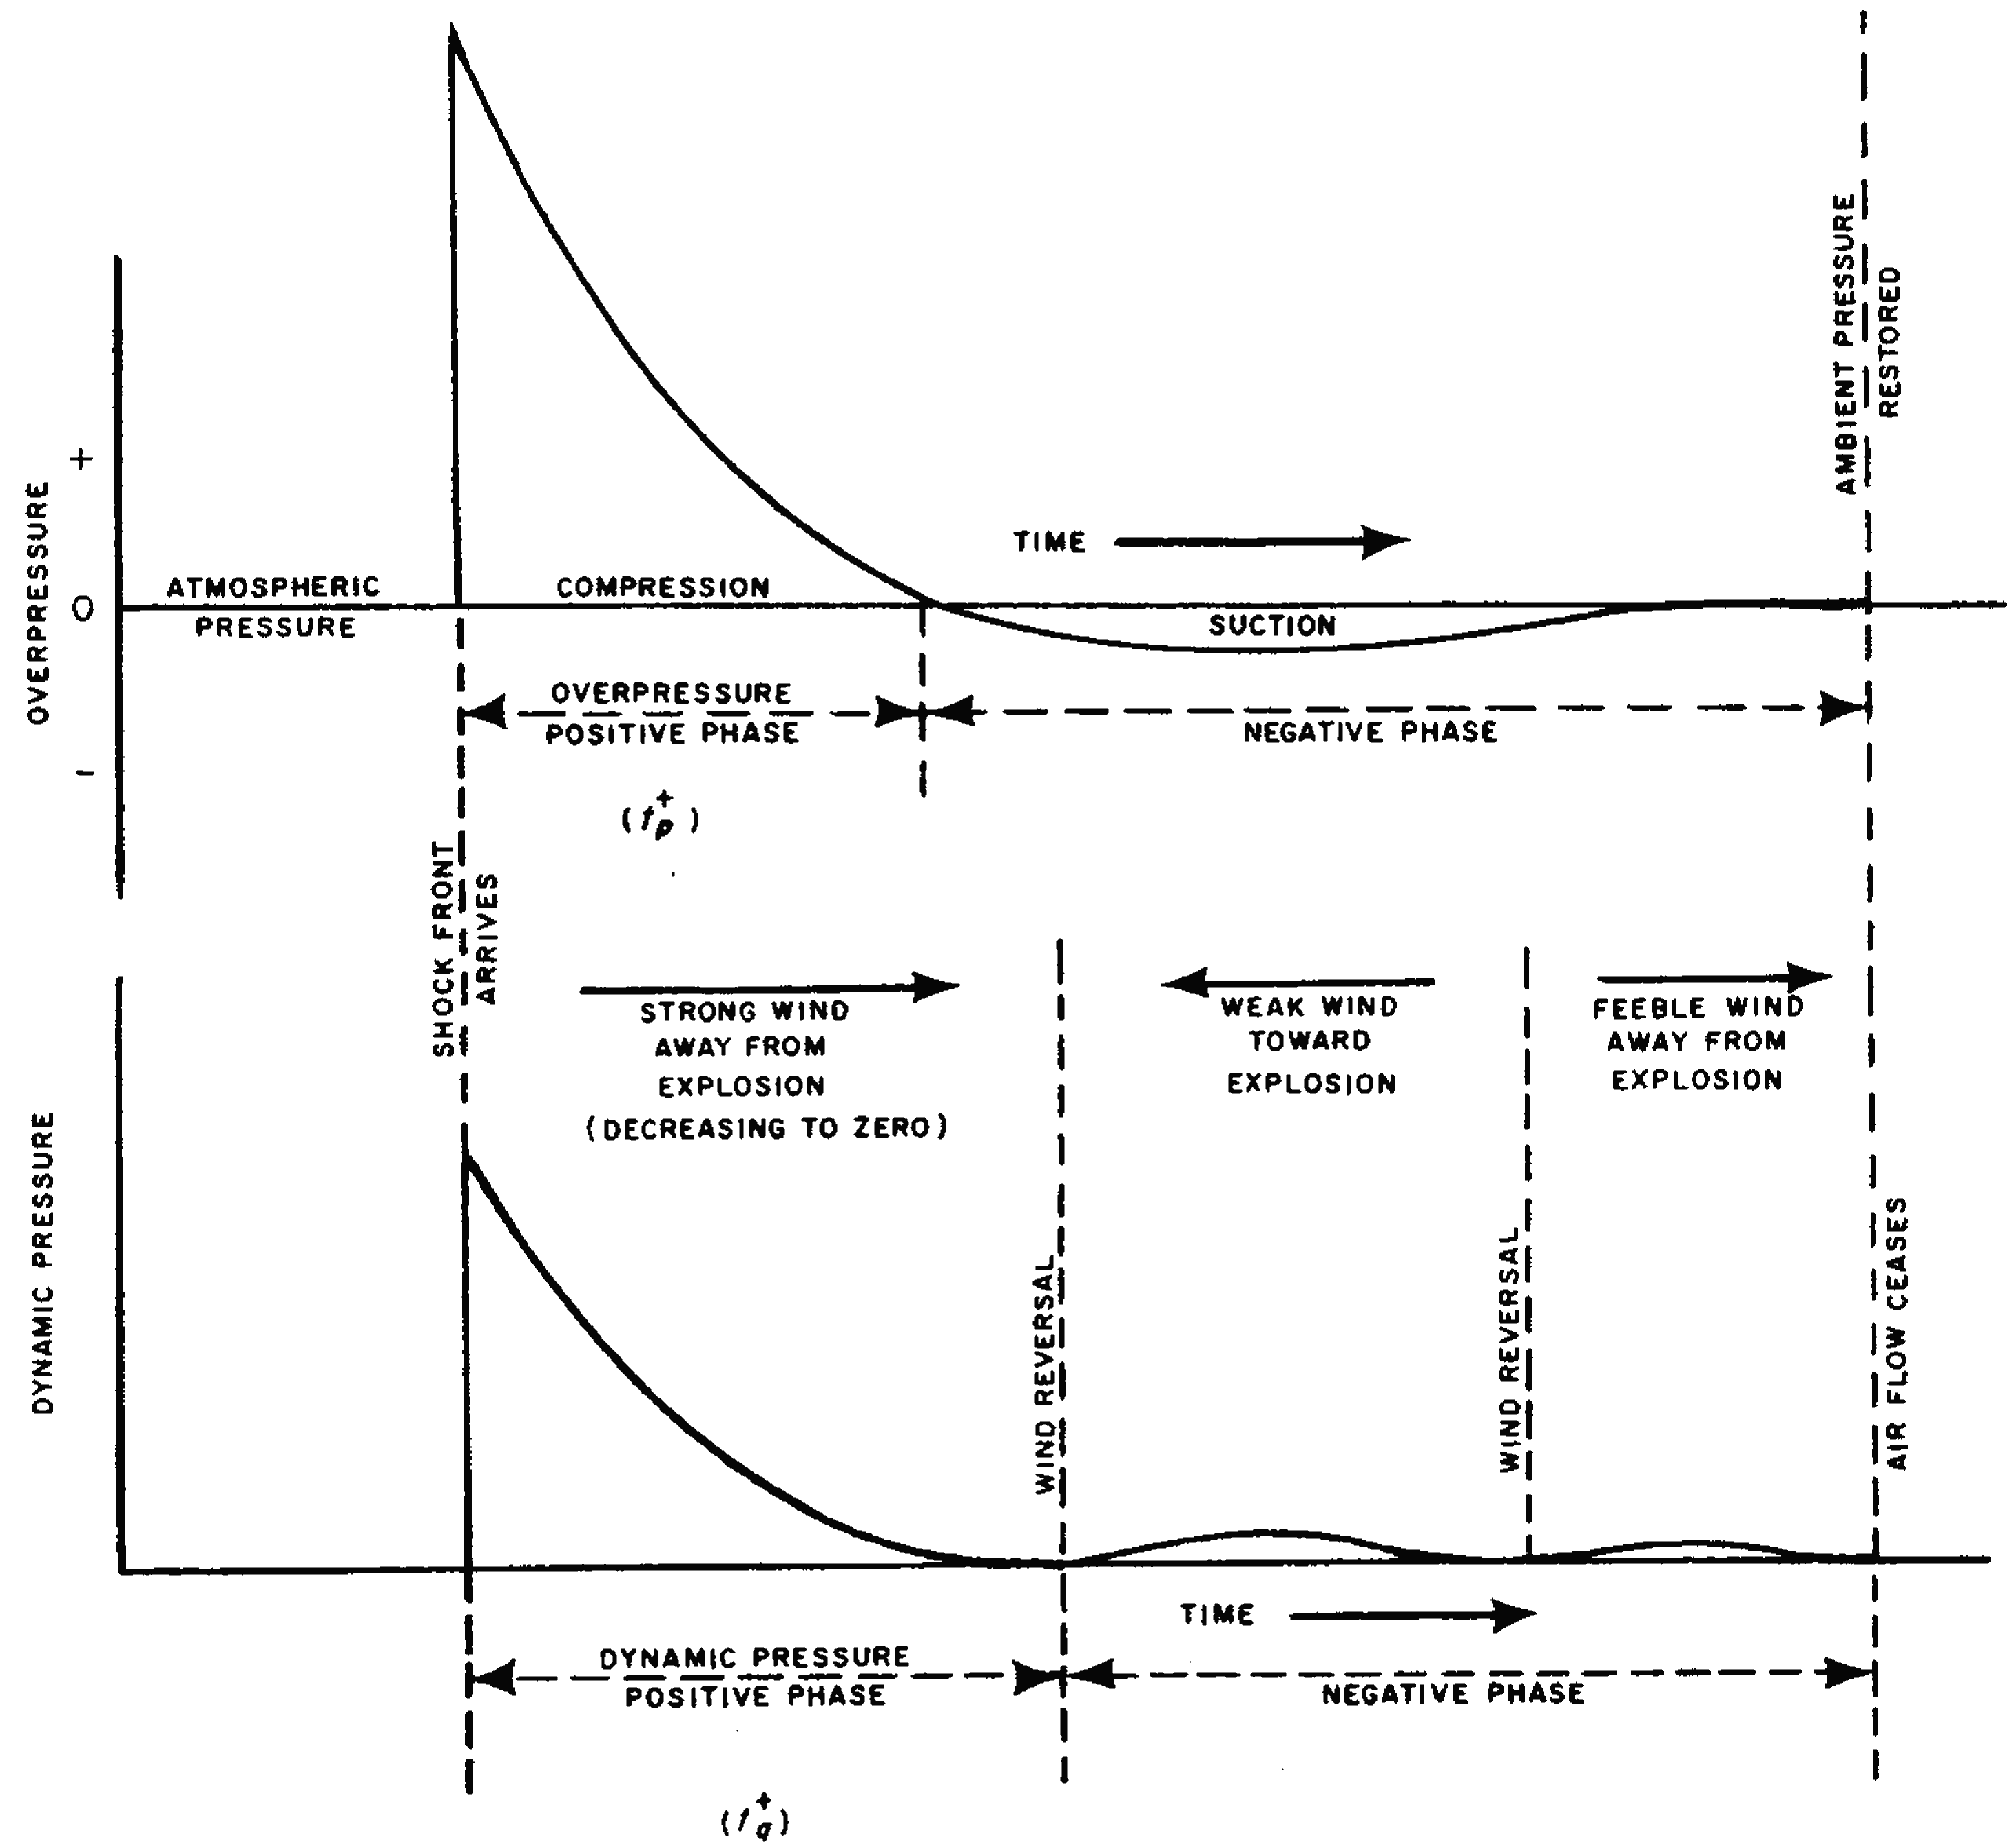 AMBIENT PRESSURE
RESTORED
OVERPRESSURE
+
0
-
TIME
ATMOSPHERIC
PRESSURE
COMPRESSION
SUCTION
OVERPRESSURE
POSITIVE PHASE
NEGATIVE PHASE
(t+p)
SHOCK FRONT
ARRIVES
STRONG WIND
AWAY FROM
EXPLOSION
(DECREASING TO ZERO)
WEAK WIND
TOWARD
EXPLOSION
FEEBLE WIND
AWAY FROM
EXPLOSION
DYNAMIC PRESSURE
WIND REVERSAL
WIND REVERSAL
AIR FLOW CEASES
TIME
DYNAMIC PRESSURE
POSITIVE PHASE
NEGATIVE PHASE
(t+q)